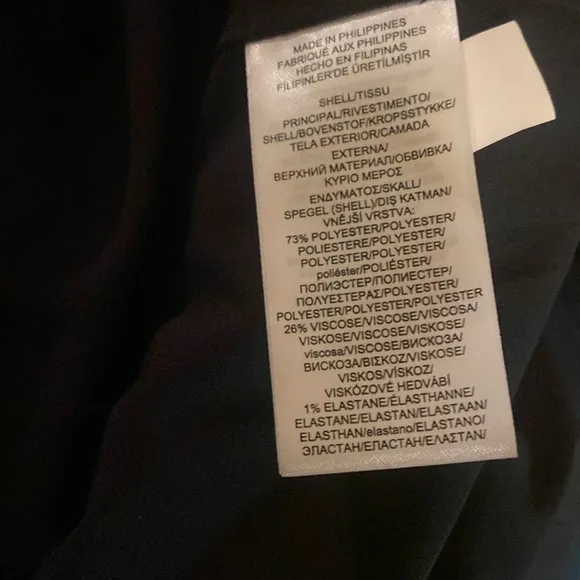 MADE IN PHILIPPINES
FABRIQUÉ AUX PHILIPPINES
HECHO EN FILIPINAS
FİLİPİNLER'DE ÜRETİLMİŞTİR
SHELL/TISSU
PRINCIPAL/RIVESTIMENTO/
SHELL/BOVENSTOF/KROPSSTYKKE/
TELA EXTERIOR/CAMADA
EXTERNA/
ВЕРХНИЙ МАТЕРИАЛ/ОБВИВКА/
ΚΥΡΙΟ ΜΕΡΟΣ
ΕΝΔΥΜΑΤΟΣ/SKALL/
SPEGEL (SHELL)/DIŞ KATMAN/
VNĚJŠÍ VRSTVA:
73% POLYESTER/POLYESTER/
POLIESTERE/POLYESTER/
POLYESTER/POLYESTER/
poliéster/POLIÉSTER/
ПОЛИЭСТЕР/ПОЛИЕСТЕР/
ΠΟΛΥΕΣΤΕΡΑΣ/POLYESTER/
POLYESTER/POLYESTER/POLYESTER
26% VISCOSE/VISCOSE/VISCOSA/
VISKOSE/VISCOSE/VISKOSE/
viscosa/VISCOSE/ВИСКОЗА/
ВИСКОЗА/ΒΙΣΚΟΖ/VISKOSE/
VISKOS/VİSKOZ/
VISKÓZOVÉ HEDVÁBÍ
1% ELASTANE/ÉLASTHANNE/
ELASTANE/ELASTAN/ELASTAAN/
ELASTHAN/elastano/ELASTANO/
ЭЛАСТАН/ЕЛАСТАН/ΕΛΑΣΤΑΝ/